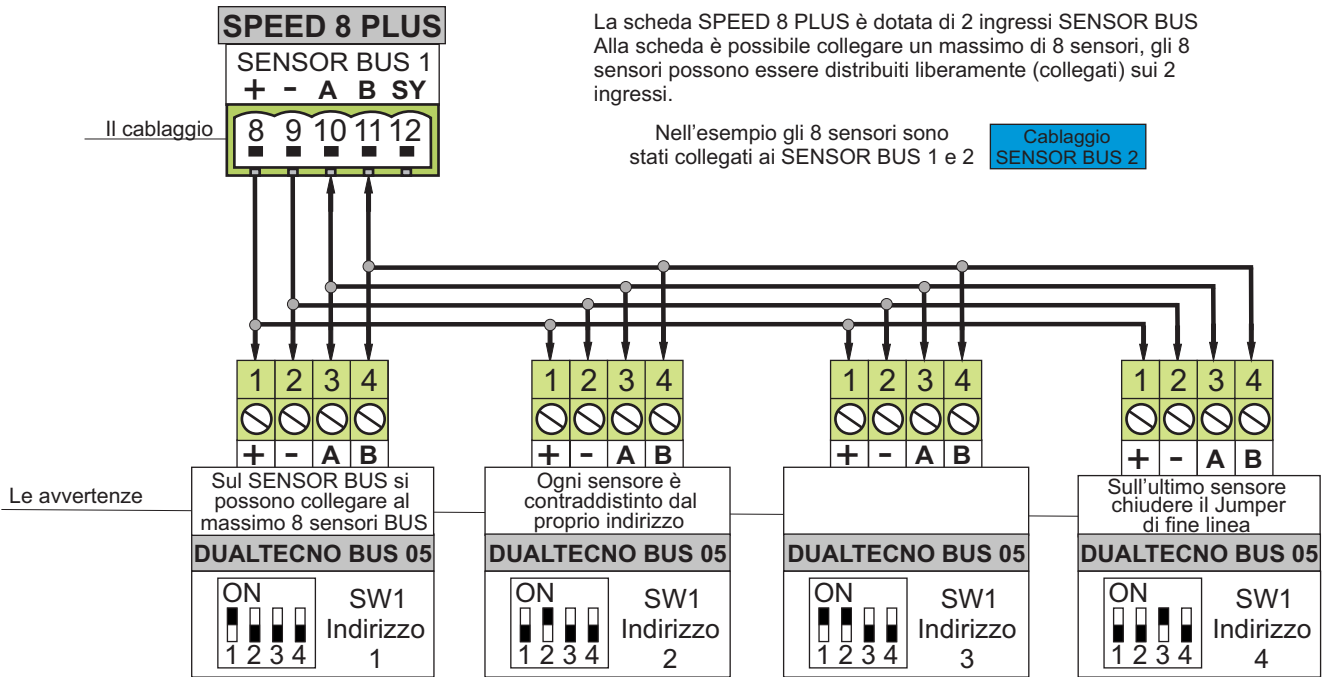 SPEED 8 PLUS
SENSOR BUS 1
+ - A B SY
8 9 10 11 12
Il cablaggio
La scheda SPEED 8 PLUS è dotata di 2 ingressi SENSOR BUS
Alla scheda è possibile collegare un massimo di 8 sensori, gli 8
sensori possono essere distribuiti liberamente (collegati) sui 2
ingressi.
Nell'esempio gli 8 sensori sono
stati collegati ai SENSOR BUS 1 e 2
Cablaggio
SENSOR BUS 2
1 2 3 4
+ - A B
1 2 3 4
+ - A B
1 2 3 4
+ - A B
1 2 3 4
+ - A B
Le avvertenze
Sul SENSOR BUS si
possono collegare al
massimo 8 sensori BUS
DUALTECNO BUS 05
ON
1 2 3 4
SW1
Indirizzo
1
Ogni sensore è
contraddistinto dal
proprio indirizzo
DUALTECNO BUS 05
ON
1 2 3 4
SW1
Indirizzo
2
DUALTECNO BUS 05
ON
1 2 3 4
SW1
Indirizzo
3
Sull'ultimo sensore
chiudere il Jumper
di fine linea
DUALTECNO BUS 05
ON
1 2 3 4
SW1
Indirizzo
4